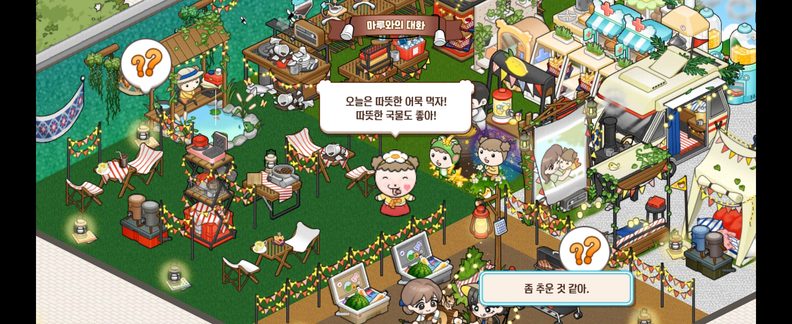 마루와의 대화
??
오늘은 따뜻한 어묵 먹자!
따뜻한 국물도 좋아!
??
좀 추운 것 같아.